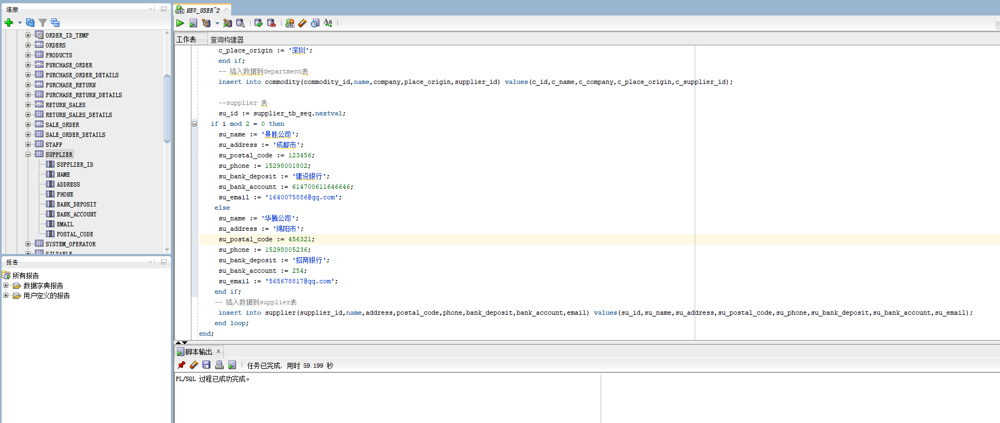 连接
ORDER_ID_TEMP
ORDERS
PRODUCTS
PURCHASE_ORDER
PURCHASE_ORDER_DETAILS
PURCHASE_RETURN
PURCHASE_RETURN_DETAILS
RETURN_SALES
RETURN_SALES_DETAILS
SALE_ORDER
SALE_ORDER_DETAILS
STAFF
SUPPLIER
SUPPLIER_ID
NAME
ADDRESS
PHONE
BANK_DEPOSIT
BANK_ACCOUNT
EMAIL
POSTAL_CODE
SYSTEM_OPERATOR
报告
所有报告
数据字典报告
用户定义的报告
NEW_USER~2
工作表 查询构建器
c_place_origin := '深圳';
end if;
-- 插入数据到department表
insert into commodity(commodity_id,name,company,place_origin,supplier_id) values(c_id,c_name,c_company,c_place_origin,c_supplier_id);
--supplier 表
su_id := supplier_tb_seq.nextval;
if i mod 2 = 0 then
su_name := '景胜公司';
su_address := '成都市';
su_postal_code := 123456;
su_phone := 15298001802;
su_bank_deposit := '建设银行';
su_bank_account := 614700611646646;
su_email := '1640075886@qq.com';
else
su_name := '华腾公司';
su_address := '绵阳市';
su_postal_code := 456321;
su_phone := 15298005236;
su_bank_deposit := '招商银行';
su_bank_account := 254;
su_email := '565678817@qq.com';
end if;
-- 插入数据到supplier表
insert into supplier(supplier_id,name,address,postal_code,phone,bank_deposit,bank_account,email) values(su_id,su_name,su_address,su_postal_code,su_phone,su_bank_deposit,su_bank_account,su_email);
end loop;
end;
脚本输出 x
任务已完成, 用时 59.199 秒
PL/SQL 过程已成功完成。